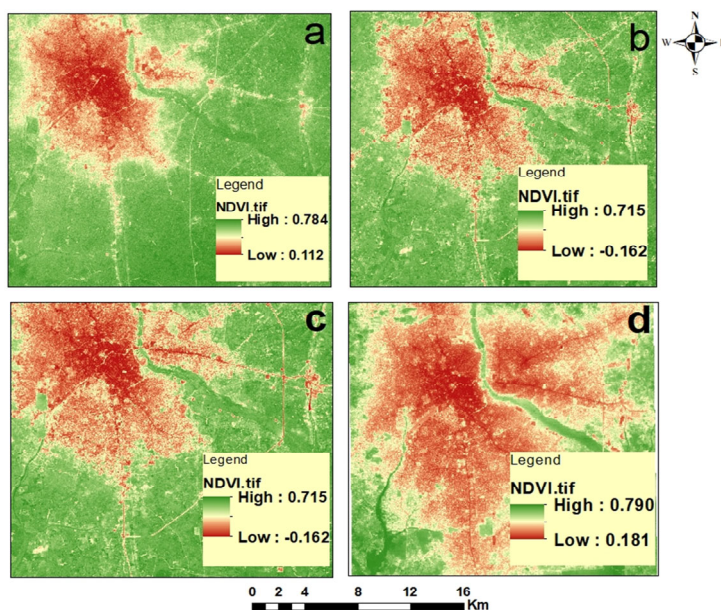 a
Legend
NDVI.tif
High : 0.784
Low : 0.112
b
Legend
NDVI.tif
High : 0.715
Low : -0.162
N
W
S
c
Legend
NDVI.tif
High : 0.715
Low : -0.162
d
Legend
NDVI.tif
High : 0.790
Low : 0.181
0 2 4 8 12 16
Km